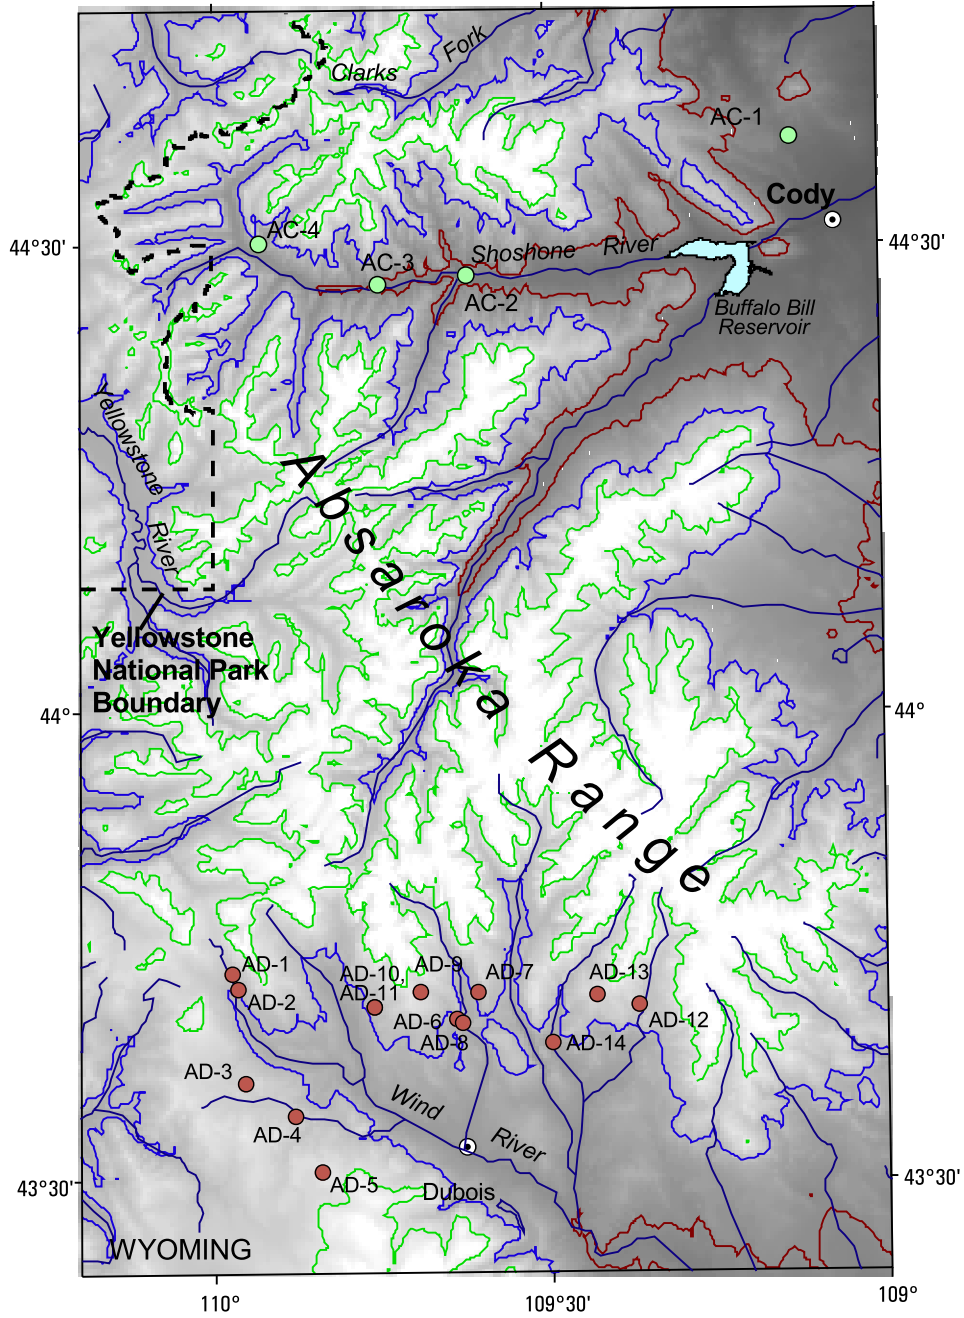 Clarks
Fork
AC-1
Cody
AC-4
44°30'
44°30'
Shoshone River
AC-3
AC-2
Buffalo Bill
Reservoir
Yellowstone
River
Absaroka Range
Yellowstone
National Park
Boundary
44°
44°
AD-1
AD-2
AD-10,
AD-11
AD-9
AD-7
AD-13
AD-6
AD-8
AD-14
AD-12
AD-3
AD-4
Wind
River
AD-5
Dubois
43°30'
43°30'
WYOMING
110°
109°30'
109°